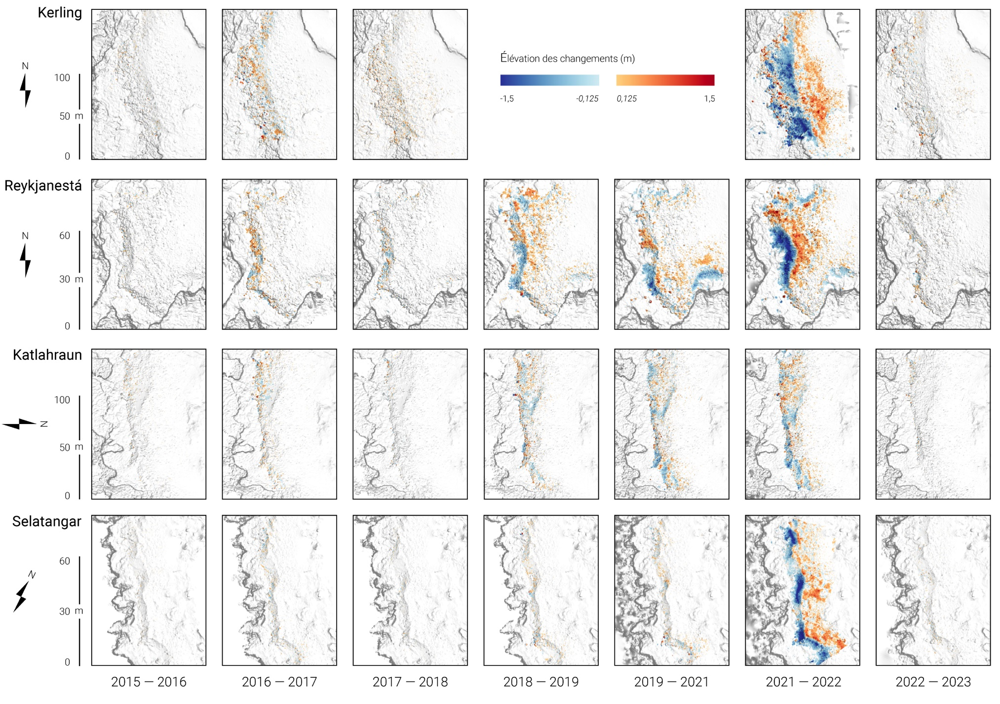 Kerling
N
100
50 m
0
Élévation des changements (m)
-1,5 -0,125 0,125 1,5
Reykjanestá
N
60
30 m
0
Katlahraun
N
100
50 m
0
Selatangar
N
60
30 m
0
2015 – 2016 2016 – 2017 2017 – 2018 2018 – 2019 2019 – 2021 2021 – 2022 2022 – 2023